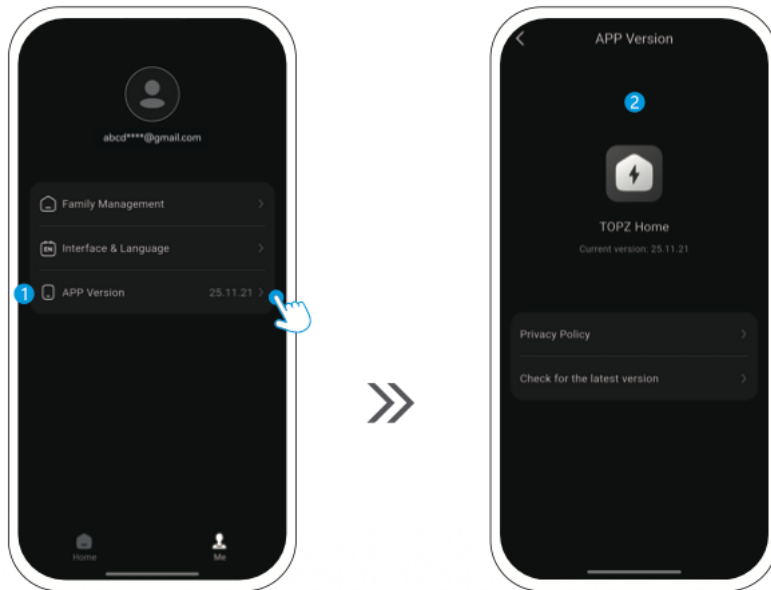 abcd****@gmail.com
Family Management
EN
Interface & Language
1
APP Version 25.11.21
Home
Me
APP Version
2
TOPZ Home
Current version: 25.11.21
Privacy Policy
Check for the latest version